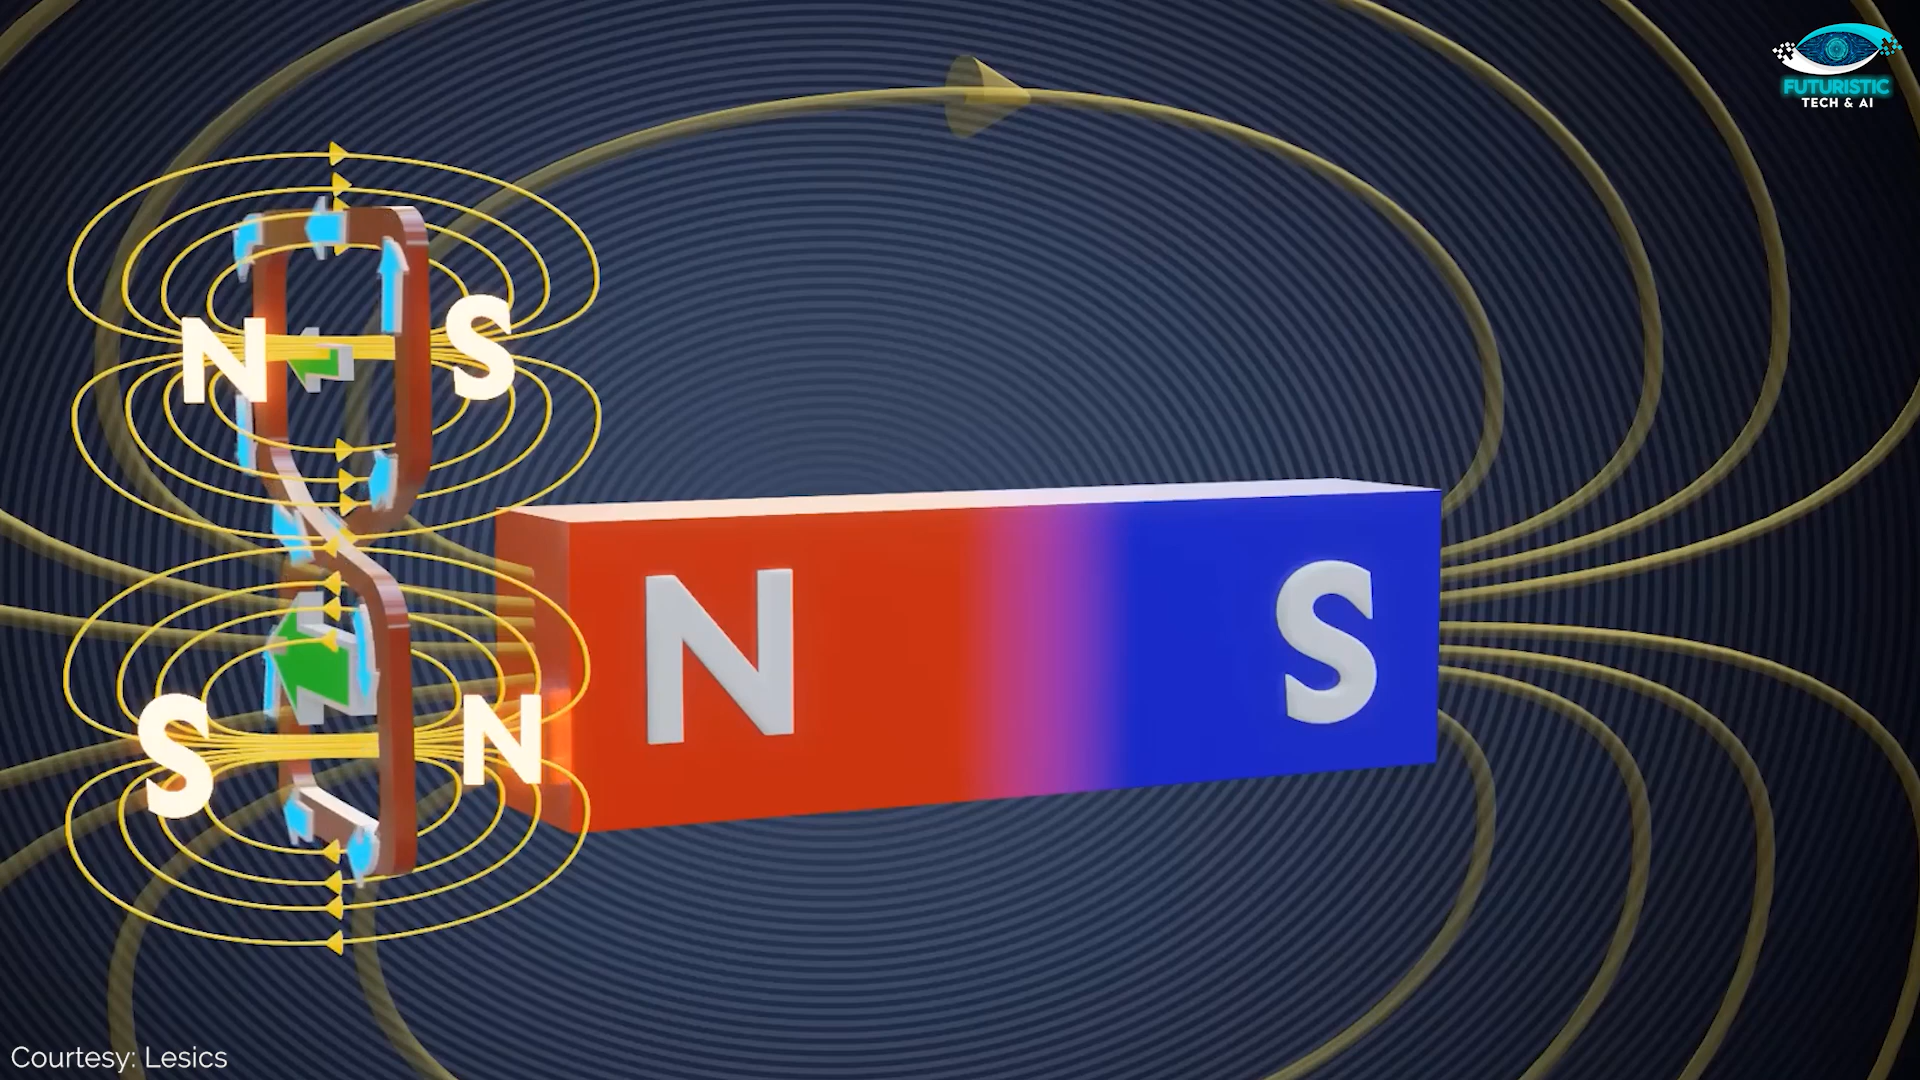 FUTURISTIC
TECH & AI
N S
N S
S N
Courtesy: Lesics